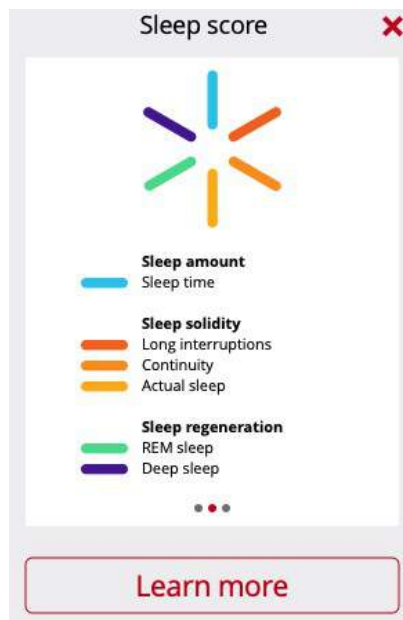 Sleep score
Sleep amount
Sleep time
Sleep solidity
Long interruptions
Continuity
Actual sleep
Sleep regeneration
REM sleep
Deep sleep
Learn more